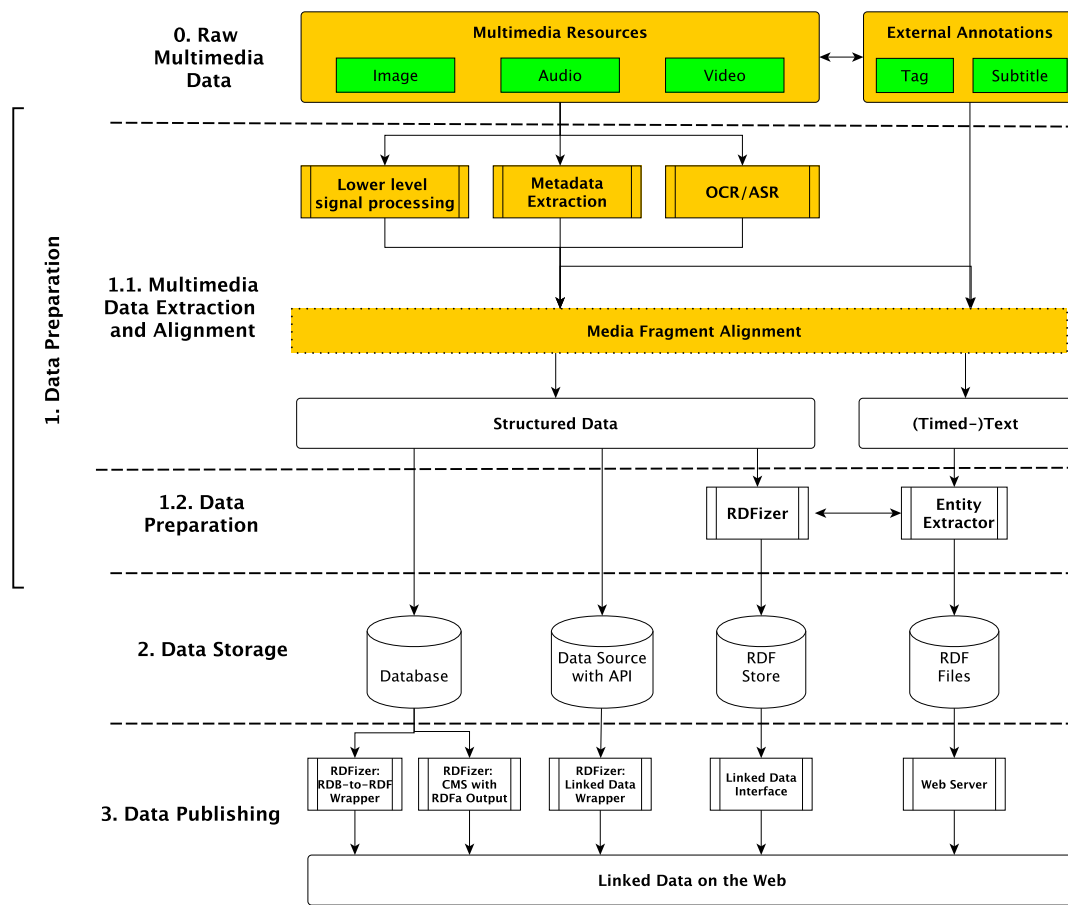 0. Raw
Multimedia
Data
Multimedia Resources
Image
Audio
Video
External Annotations
Tag
Subtitle
1. Data Preparation
1.1. Multimedia
Data Extraction
and Alignment
Lower level
signal processing
Metadata
Extraction
OCR/ASR
Media Fragment Alignment
Structured Data
(Timed-)Text
1.2. Data
Preparation
RDFizer
Entity
Extractor
2. Data Storage
Database
Data Source
with API
RDF
Store
RDF
Files
3. Data Publishing
RDFizer:
RDB-to-RDF
Wrapper
RDFizer:
CMS with
RDFa Output
RDFizer:
Linked Data
Wrapper
Linked Data
Interface
Web Server
Linked Data on the Web